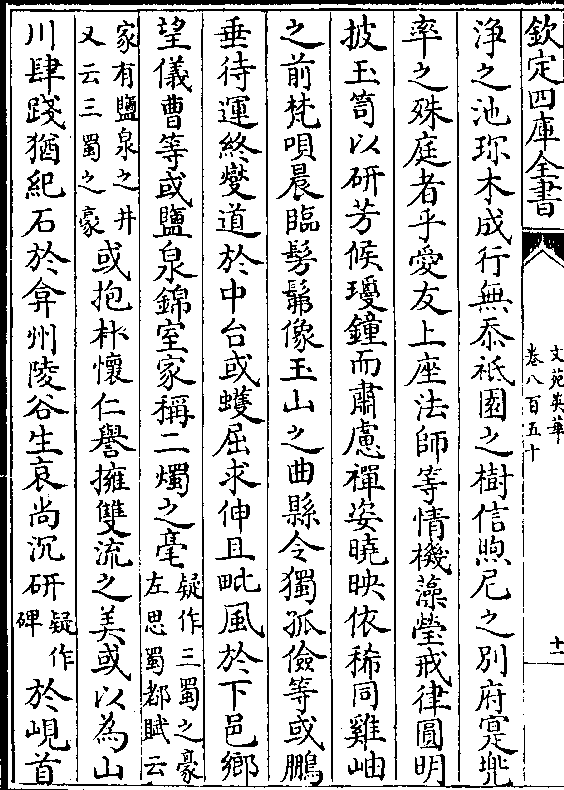 欽定四庫全書
文苑英華
卷八百五十
十一
浄之池珎木成行無忝祗園之樹信煦尼之別府寔兠
率之殊庭者乎愛友上座法師等情機藻瑩戒律圓明
披玉笥以研芳候瓊鐘而肅慮禪姿曉映依稀同雞岫
之前梵唄晨臨髣髴像玉山之曲縣令獨孤儉等或鵬
垂待運終夑道於中台或蠖屈求伸且毗風於下邑鄉
望儀曹等或鹽泉錦室家稱二燭之亳疑作三蜀之豪左思蜀都賦云
家有鹽泉之井又云三蜀之豪或抱朴懷仁譽擁雙流之美或以為山
川肆踐猶紀石於弇州陵谷生哀尚沉研疑作碑於峴首